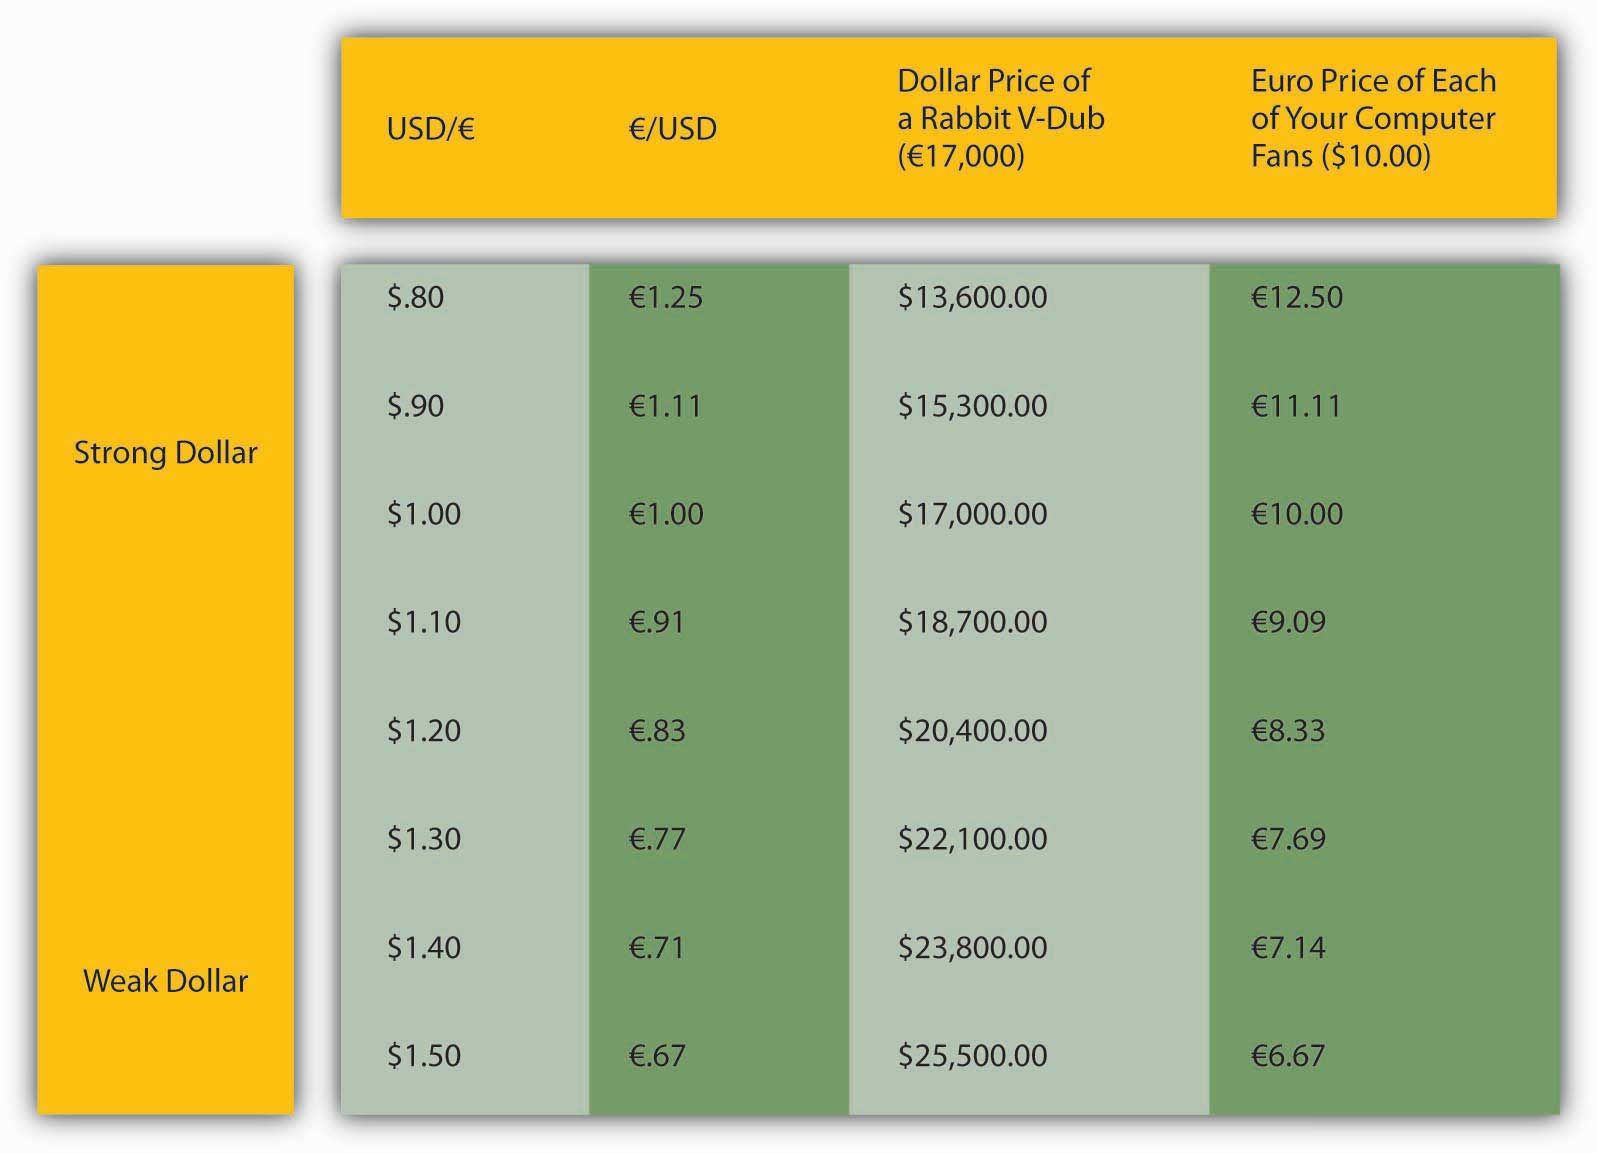 USD/€
€/USD
Dollar Price of
a Rabbit V-Dub
(€17,000)
Euro Price of Each
of Your Computer
Fans ($10.00)
Strong Dollar
Weak Dollar
$.80 €1.25 $13,600.00 €12.50
$.90 €1.11 $15,300.00 €11.11
$1.00 €1.00 $17,000.00 €10.00
$1.10 €.91 $18,700.00 €9.09
$1.20 €.83 $20,400.00 €8.33
$1.30 €.77 $22,100.00 €7.69
$1.40 €.71 $23,800.00 €7.14
$1.50 €.67 $25,500.00 €6.67